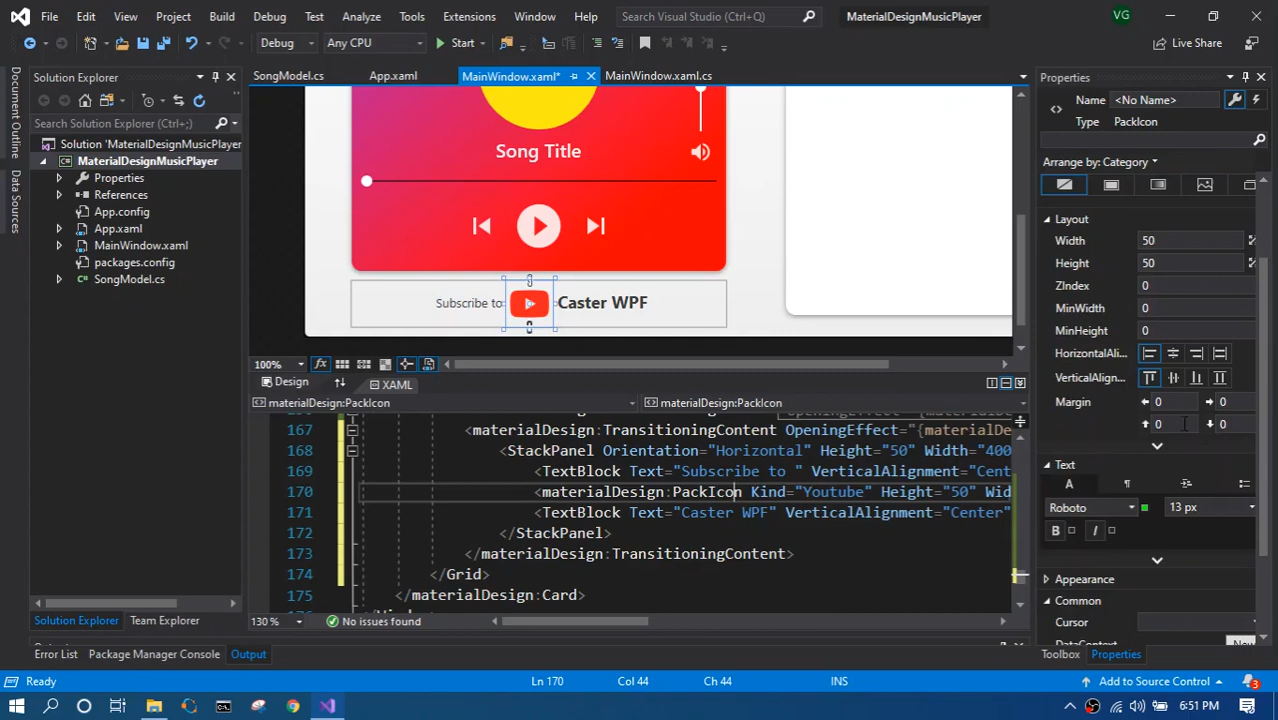 File Edit View Project Build Debug Test Analyze Tools Extensions Window Help Search Visual Studio (Ctrl+Q) MaterialDesignMusicPlayer VG
Debug Any CPU Start Live Share
Document Outline
Data Sources
Solution Explorer
Search Solution Explorer (Ctrl+;)
Solution 'MaterialDesignMusicPlayer
MaterialDesignMusicPlayer
Properties
References
App.config
App.xaml
MainWindow.xaml
packages.config
SongModel.cs
Solution Explorer Team Explorer
SongModel.cs App.xaml MainWindow.xaml* MainWindow.xaml.cs
Song Title
Subscribe to Caster WPF
100%
Design XAML
materialDesign:PackIcon materialDesign:PackIcon
167 <materialDesign:TransitioningContent OpeningEffect="{materialDe
168 <StackPanel Orientation="Horizontal" Height="50" Width="400
169 <TextBlock Text="Subscribe to " VerticalAlignment="Cent
170 <materialDesign:PackIcon Kind="Youtube" Height="50" Wid
171 <TextBlock Text="Caster WPF" VerticalAlignment="Center"
172 </StackPanel>
173 </materialDesign:TransitioningContent>
174 </Grid>
175 </materialDesign:Card>
130 % No issues found
Properties
Name <No Name>
Type PackIcon
Arrange by: Category
Layout
Width 50
Height 50
ZIndex 0
MinWidth 0
MinHeight 0
HorizontalAli...
VerticalAlignm...
Margin 0 0
0 0
Text
Roboto 13 px
B I
Appearance
Common
Cursor
DataContext New
Toolbox Properties
Error List Package Manager Console Output
Ready Ln 170 Col 44 Ch 44 INS Add to Source Control 3
6:51 PM